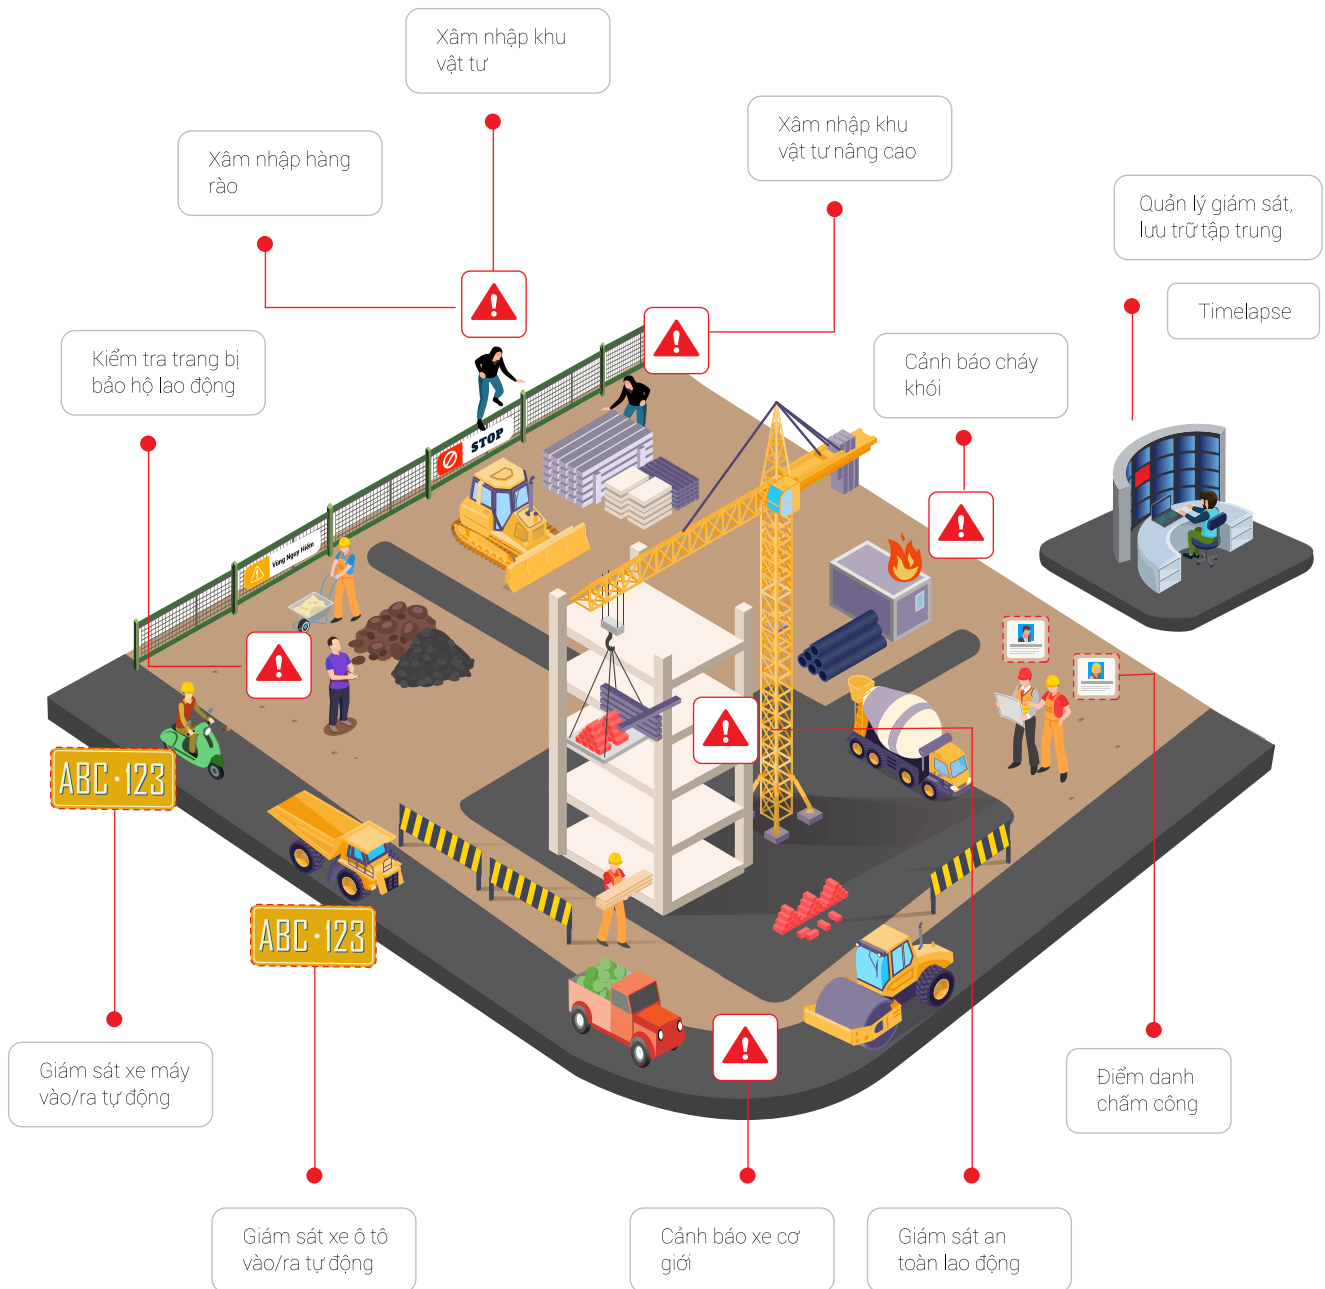 Xâm nhập khu
vật tư
Xâm nhập khu
vật tư nâng cao
Xâm nhập hàng
rào
Quản lý giám sát,
lưu trữ tập trung
Timelapse
Kiểm tra trang bị
bảo hộ lao động
Cảnh báo cháy
khói
STOP
Vùng Nguy Hiểm
ABC·123
ABC·123
Giám sát xe máy
vào/ra tự động
Điểm danh
chấm công
Giám sát xe ô tô
vào/ra tự động
Cảnh báo xe cơ
giới
Giám sát an
toàn lao động